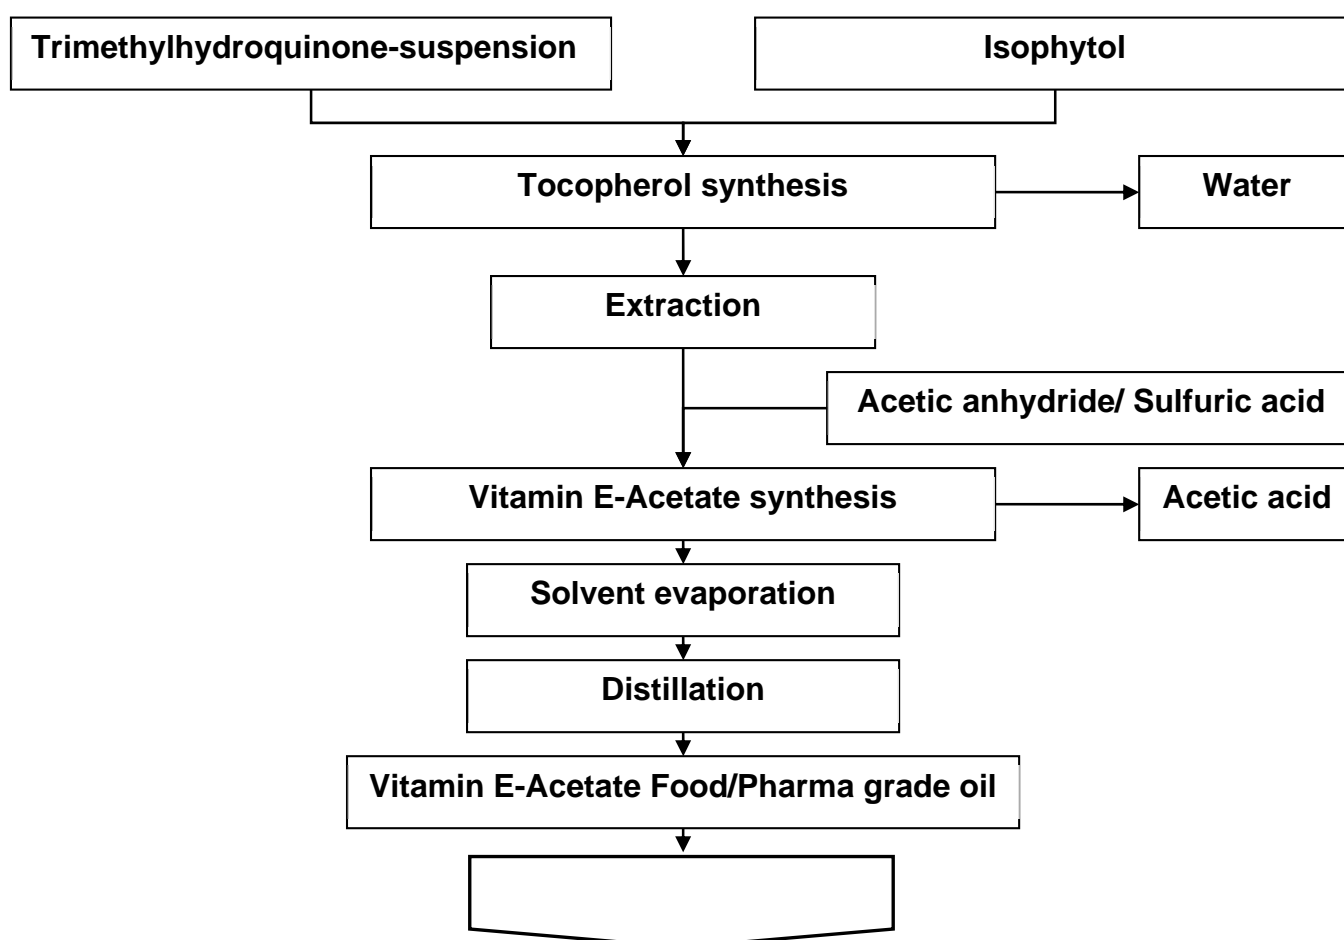 Trimethylhydroquinone-suspension
Isophytol
Tocopherol synthesis
Water
Extraction
Acetic anhydride/ Sulfuric acid
Vitamin E-Acetate synthesis
Acetic acid
Solvent evaporation
Distillation
Vitamin E-Acetate Food/Pharma grade oil